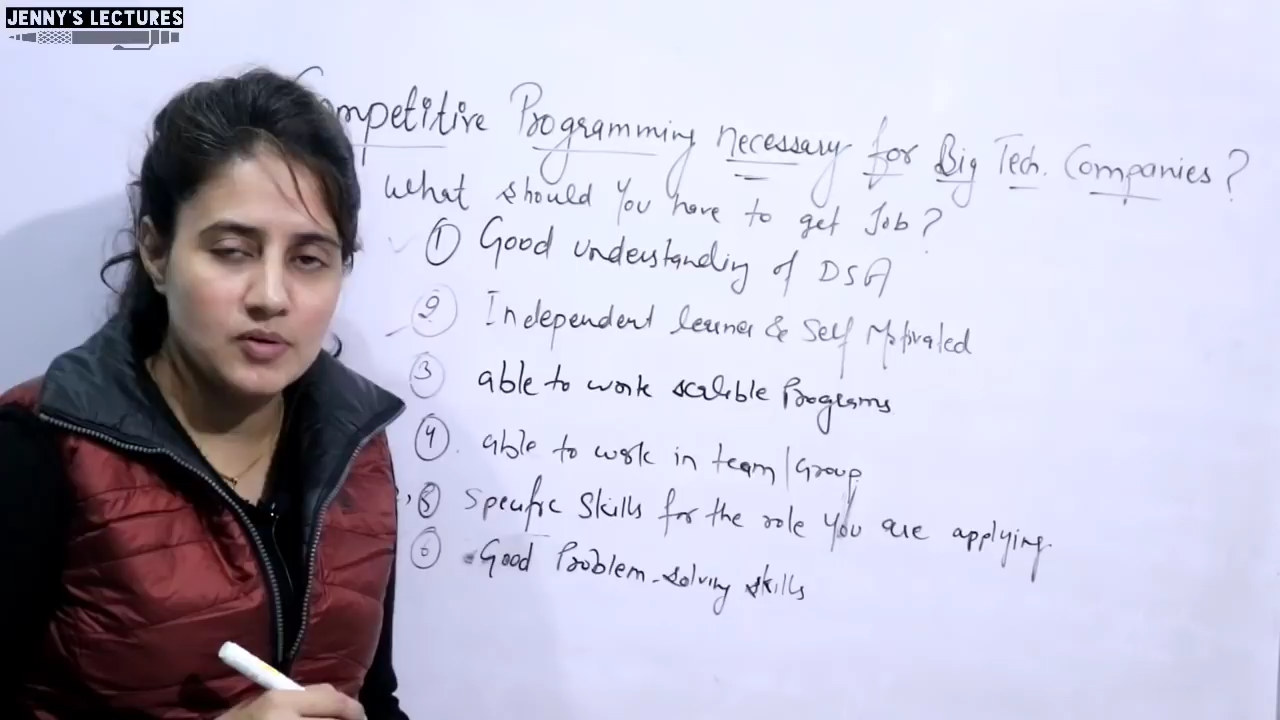 JENNY'S LECTURES
Competitive Programming necessary for Big Tech. Companies?
What should you have to get Job?
① Good understanding of DSA
② Independent learner & Self Motivated
③ able to work scalible Programs
④ able to work in team/Group
⑤ Specific Skills for the role you are applying.
⑥ Good Problem-solving skills